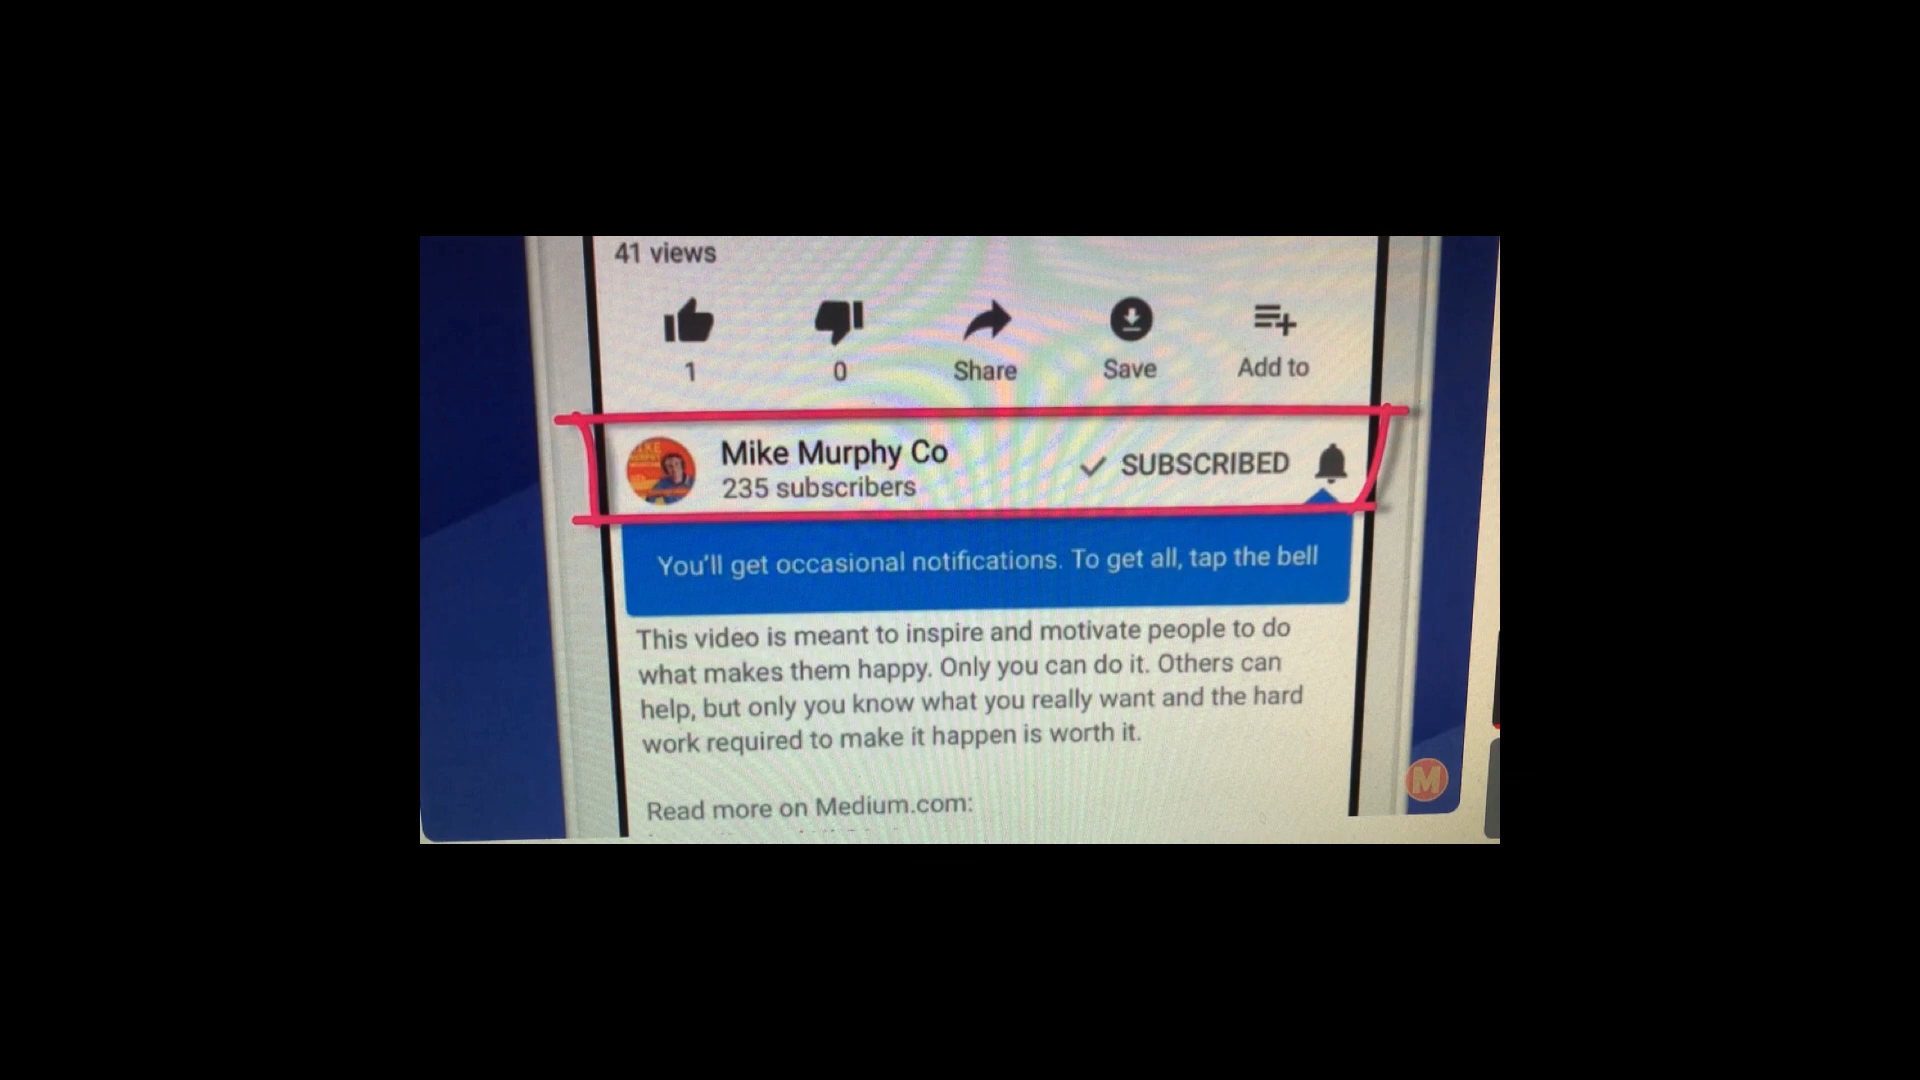 41 views
1 0 Share Save Add to
Mike Murphy Co
235 subscribers
SUBSCRIBED
You'll get occasional notifications. To get all, tap the bell
This video is meant to inspire and motivate people to do
what makes them happy. Only you can do it. Others can
help, but only you know what you really want and the hard
work required to make it happen is worth it.
Read more on Medium.com:
M